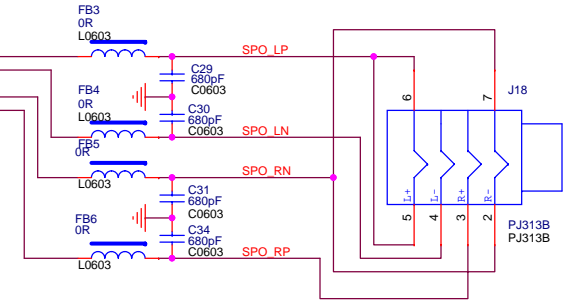 FB3
0R
L0603
SPO_LP
C29
680pF
C0603
FB4
0R
L0603
C30
680pF
C0603
SPO_LN
FB5
0R
L0603
SPO_RN
C31
680pF
C0603
FB6
0R
L0603
C34
680pF
C0603
SPO_RP
J18
6
7
L+
L-
R+
R-
5
4
3
2
PJ313B
PJ313B